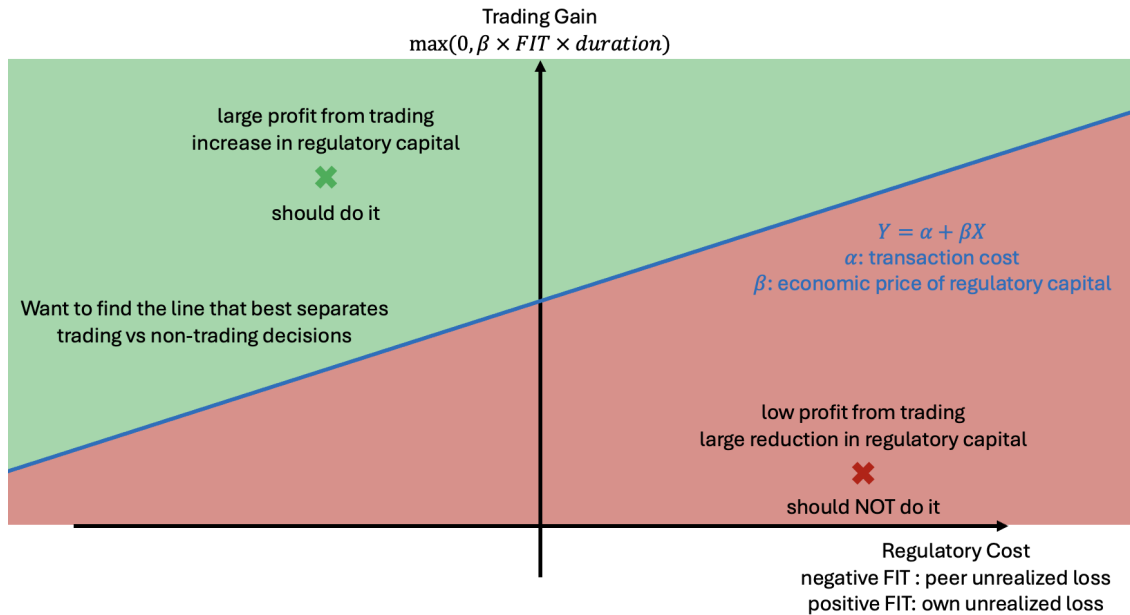 Trading Gain
max(0, β × FIT × duration)
large profit from trading
increase in regulatory capital
should do it
Y = α + βX
α: transaction cost
β: economic price of regulatory capital
Want to find the line that best separates
trading vs non-trading decisions
low profit from trading
large reduction in regulatory capital
should NOT do it
Regulatory Cost
negative FIT : peer unrealized loss
positive FIT: own unrealized loss